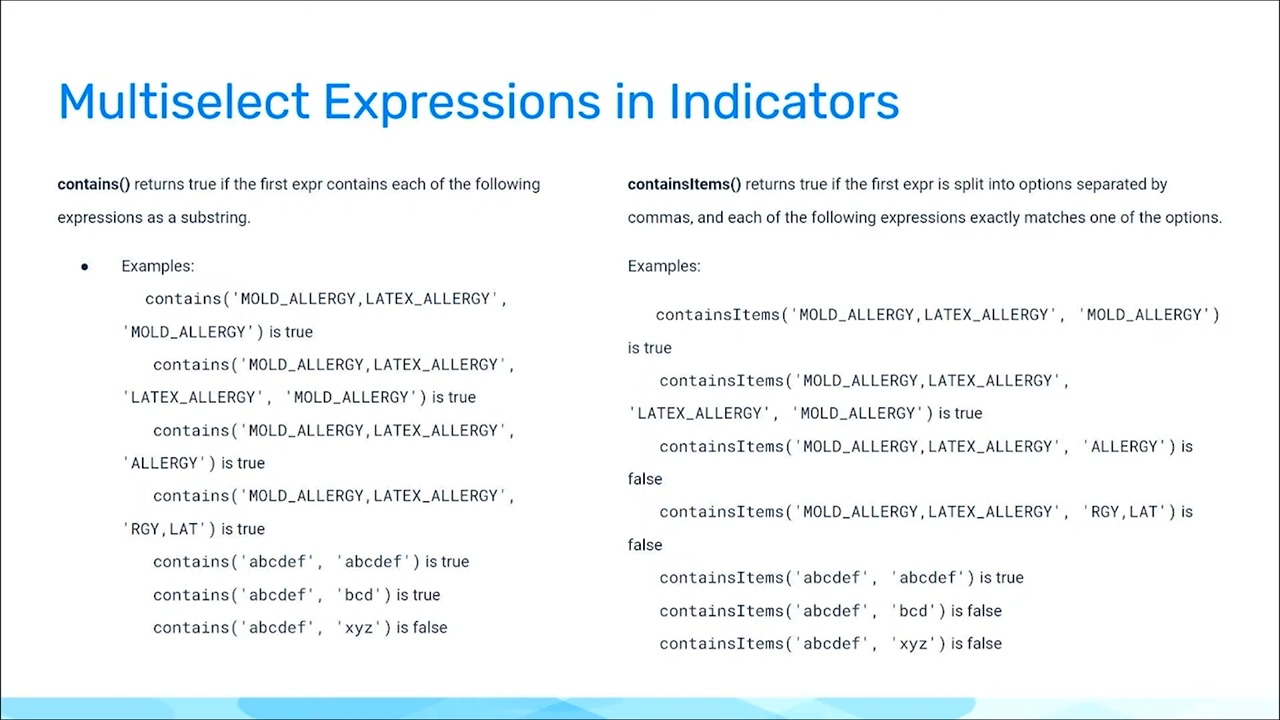 Multiselect Expressions in Indicators
contains() returns true if the first expr contains each of the following
expressions as a substring.
● Examples:
contains('MOLD_ALLERGY,LATEX_ALLERGY',
'MOLD_ALLERGY') is true
contains('MOLD_ALLERGY,LATEX_ALLERGY',
'LATEX_ALLERGY', 'MOLD_ALLERGY') is true
contains('MOLD_ALLERGY,LATEX_ALLERGY',
'ALLERGY') is true
contains('MOLD_ALLERGY,LATEX_ALLERGY',
'RGY,LAT') is true
contains('abcdef', 'abcdef') is true
contains('abcdef', 'bcd') is true
contains('abcdef', 'xyz') is false
containsItems() returns true if the first expr is split into options separated by
commas, and each of the following expressions exactly matches one of the options.
Examples:
containsItems('MOLD_ALLERGY,LATEX_ALLERGY', 'MOLD_ALLERGY')
is true
containsItems('MOLD_ALLERGY,LATEX_ALLERGY',
'LATEX_ALLERGY', 'MOLD_ALLERGY') is true
containsItems('MOLD_ALLERGY,LATEX_ALLERGY', 'ALLERGY') is
false
containsItems('MOLD_ALLERGY,LATEX_ALLERGY', 'RGY,LAT') is
false
containsItems('abcdef', 'abcdef') is true
containsItems('abcdef', 'bcd') is false
containsItems('abcdef', 'xyz') is false